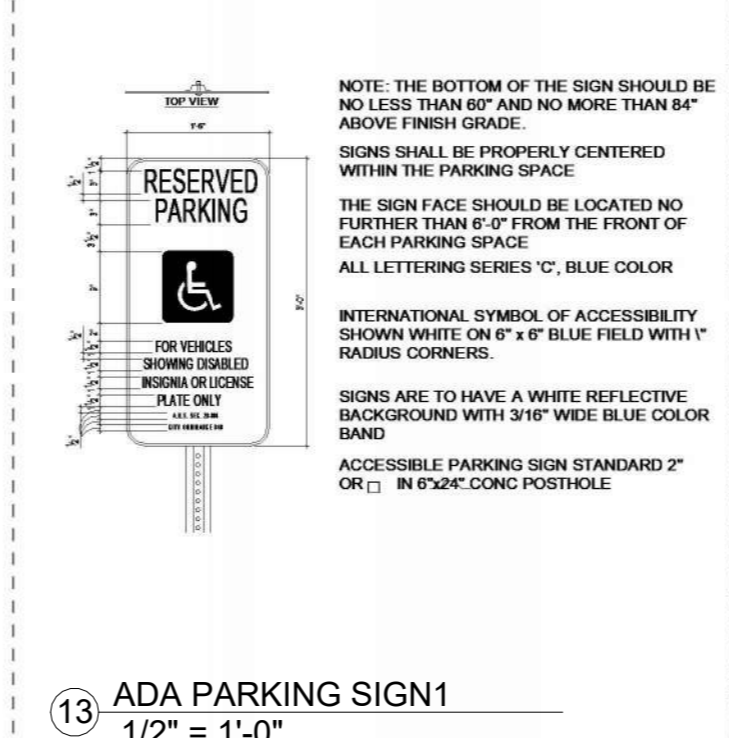 TOP VIEW
1'-6"
RESERVED
PARKING
3'-0"
FOR VEHICLES
SHOWING DISABLED
INSIGNIA OR LICENSE
PLATE ONLY
NOTE: THE BOTTOM OF THE SIGN SHOULD BE
NO LESS THAN 60" AND NO MORE THAN 84"
ABOVE FINISH GRADE.
SIGNS SHALL BE PROPERLY CENTERED
WITHIN THE PARKING SPACE
THE SIGN FACE SHOULD BE LOCATED NO
FURTHER THAN 6'-0" FROM THE FRONT OF
EACH PARKING SPACE
ALL LETTERING SERIES 'C', BLUE COLOR
INTERNATIONAL SYMBOL OF ACCESSIBILITY
SHOWN WHITE ON 6" x 6" BLUE FIELD WITH \"
RADIUS CORNERS.
SIGNS ARE TO HAVE A WHITE REFLECTIVE
BACKGROUND WITH 3/16" WIDE BLUE COLOR
BAND
ACCESSIBLE PARKING SIGN STANDARD 2"
OR □ IN 6"x24" CONC POSTHOLE
13 ADA PARKING SIGN1
1/2" = 1'-0"